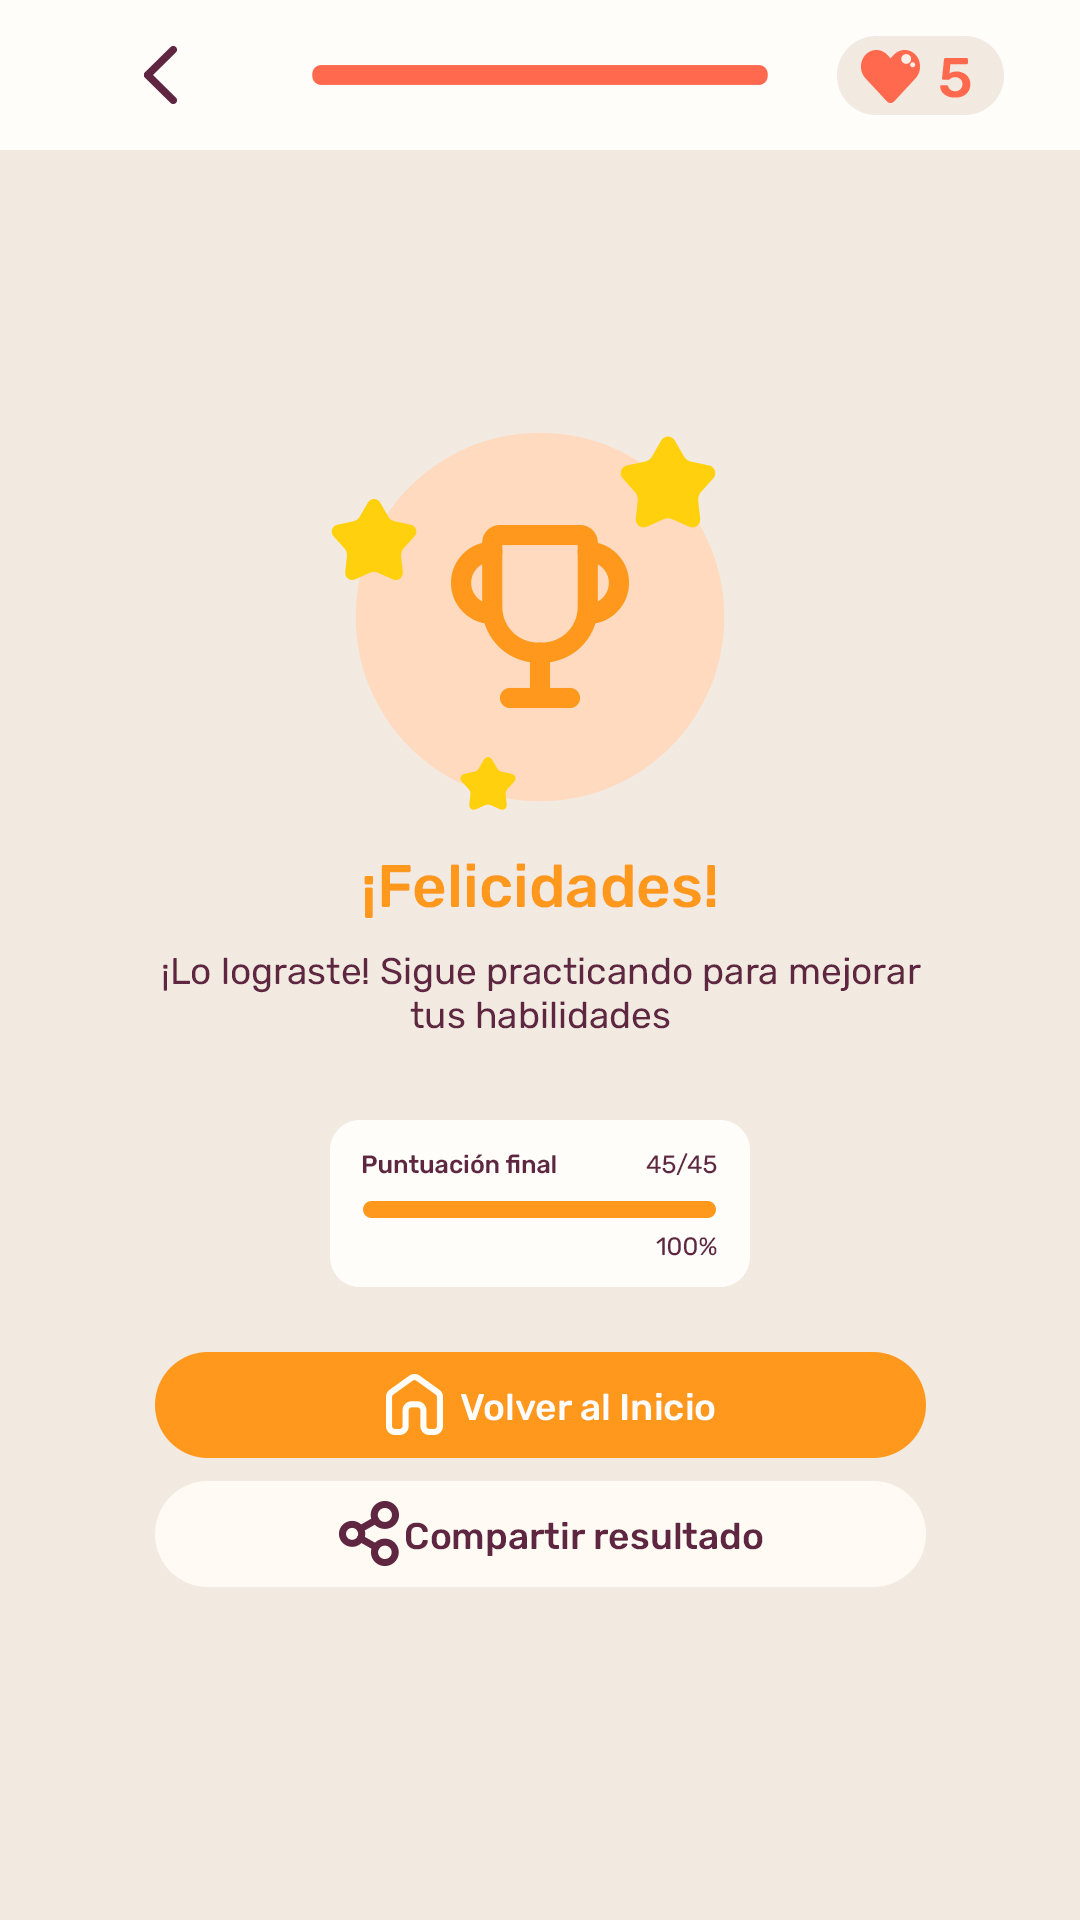 5
¡Felicidades!
¡Lo lograste! Sigue practicando para mejorar
tus habilidades
Puntuación final 45/45
100%
Volver al Inicio
Compartir resultado